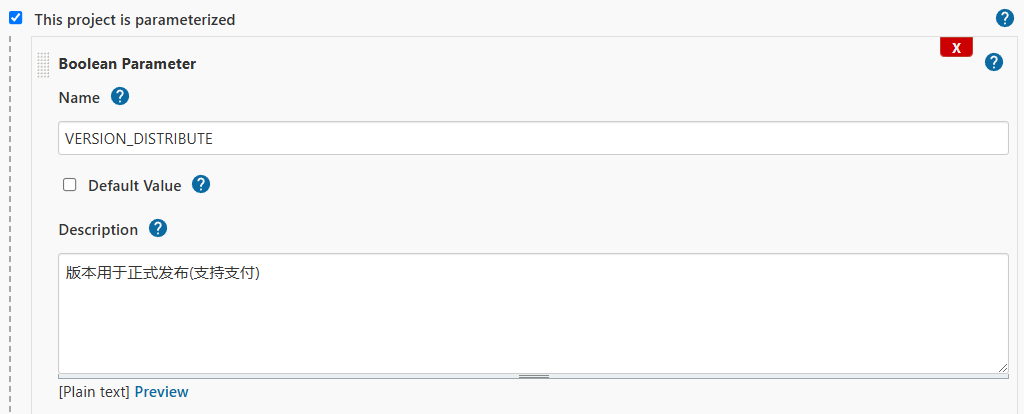 This project is parameterized
?
X
Boolean Parameter
?
Name ?
VERSION_DISTRIBUTE
Default Value ?
Description ?
版本用于正式发布(支持支付)
[Plain text] Preview